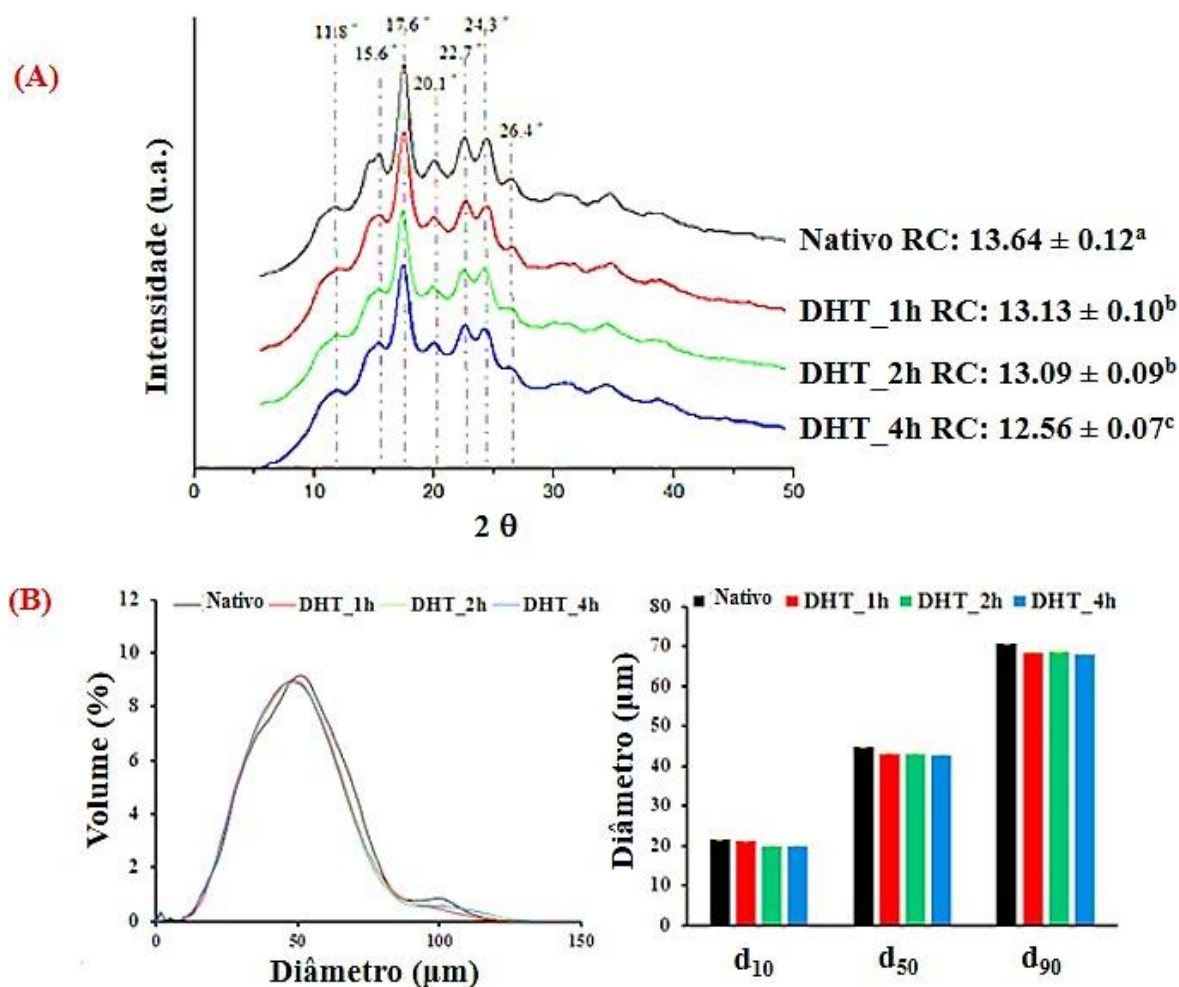 (A)
11.8°
15.6°
17.6°
20.1°
22.7°
24.3°
26.4°
Intensidade (u.a.)
Nativo RC: 13.64 ± 0.12ᵃ
DHT_1h RC: 13.13 ± 0.10ᵇ
DHT_2h RC: 13.09 ± 0.09ᵇ
DHT_4h RC: 12.56 ± 0.07ᶜ
0 10 20 30 40 50
2 θ
(B)
Nativo DHT_1h DHT_2h DHT_4h
Volume (%)
12
10
8
6
4
2
0
0 50 100 150
Diâmetro (µm)
Nativo DHT_1h DHT_2h DHT_4h
Diâmetro (µm)
80
70
60
50
40
30
20
10
0
d₁₀ d₅₀ d₉₀